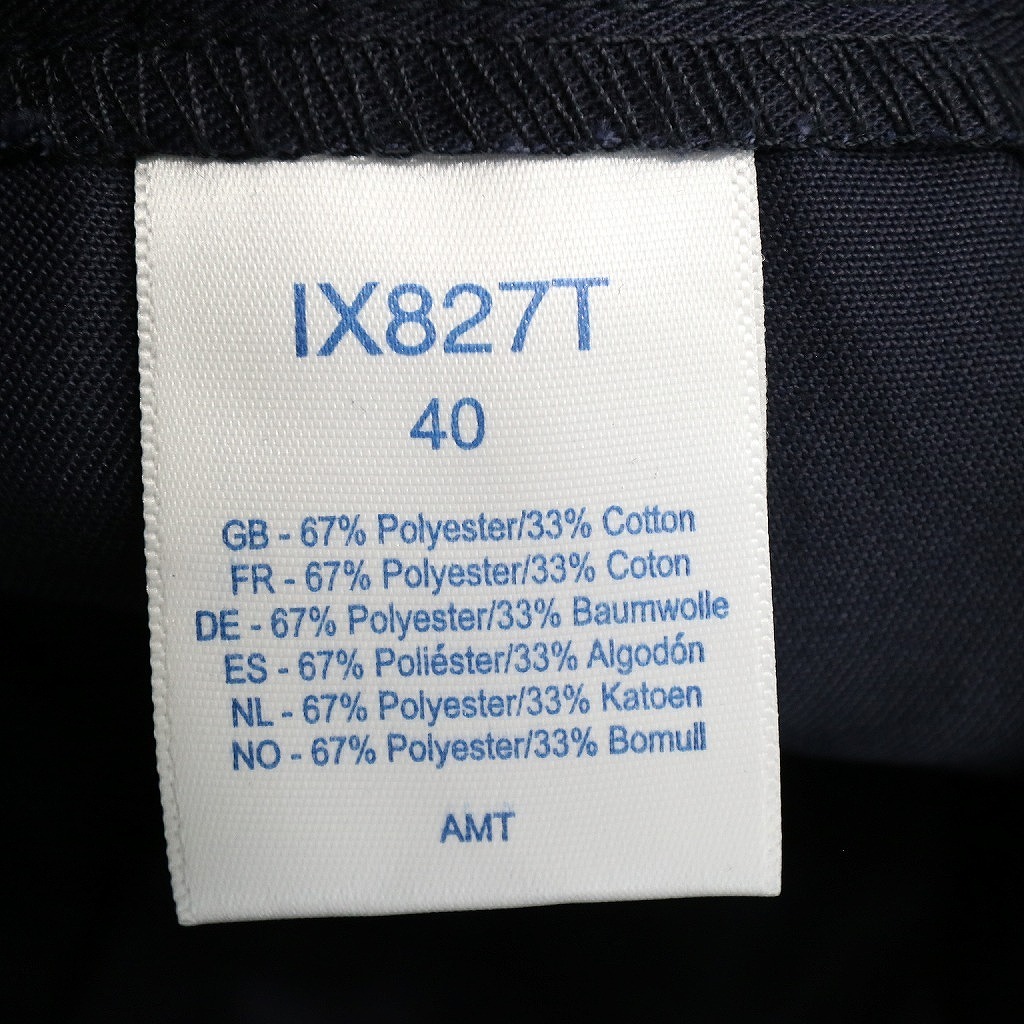 IX827T
40
GB - 67% Polyester/33% Cotton
FR - 67% Polyester/33% Coton
DE - 67% Polyester/33% Baumwolle
ES - 67% Poliéster/33% Algodón
NL - 67% Polyester/33% Katoen
NO - 67% Polyester/33% Bomull
AMT